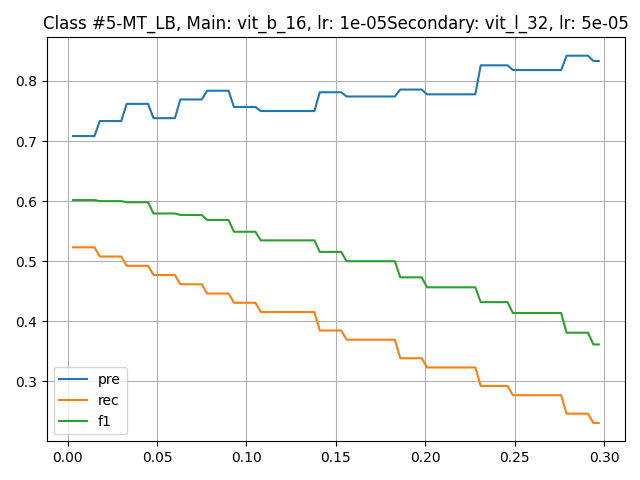 Class #5-MT_LB, Main: vit_b_16, lr: 1e-05Secondary: vit_l_32, lr: 5e-05
0.8
0.7
0.6
0.5
0.4
0.3
pre
rec
f1
0.00 0.05 0.10 0.15 0.20 0.25 0.30